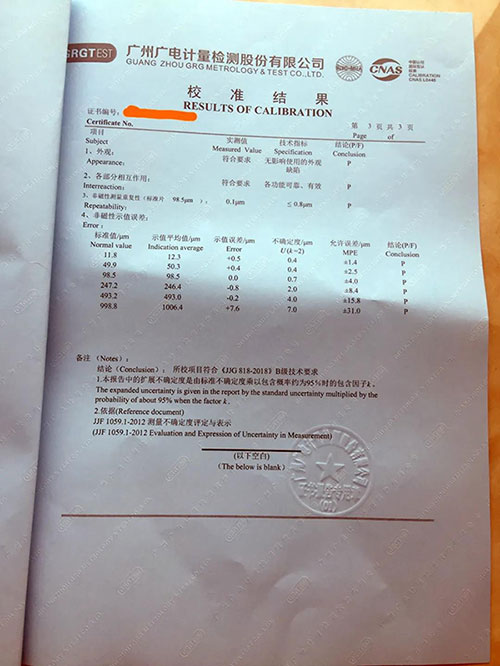 GRGTEST 广州广电计量检测股份有限公司
GUANG ZHOU GRG METROLOGY & TEST CO.,LTD.
ilac-MRA
CNAS
校准
CALIBRATION
CNAS L0446
校 准 结 果
RESULTS OF CALIBRATION
证书编号:
Certificate No.
第 3 页 共 3 页
Page of
项目 实测值 技术指标 结论(P/F)
Subject Measured Value Specification Conclusion
1、外观: 符合要求 无影响使用的外观缺陷 P
Appearance:
2、各部分相互作用: 符合要求 各功能可靠、有效 P
Interreaction:
3、非磁性测量重复性(标准片 98.5μm ): 0.1μm ≤ 0.8μm P
Repeatability:
4、非磁性示值误差:
Error :
标准值/μm 示值平均值/μm 示值误差/μm 不确定度/μm 允许误差/μm 结论(P/F)
Normal value Indication average Error U (k=2) MPE Conclusion
11.8 12.3 +0.5 0.4 ±1.4 P
49.9 50.3 +0.4 0.4 ±2.5 P
98.5 98.5 0.0 0.7 ±4.0 P
247.2 246.4 -0.8 2.0 ±8.4 P
493.2 493.0 -0.2 4.0 ±15.8 P
998.8 1006.4 +7.6 7.0 ±31.0 P
备注 (Notes):
结论(Conclusion): 所校项目符合《JJG 818-2018》B级技术要求
1.本报告中的扩展不确定度是由标准不确定度乘以包含概率约为95%时的包含因子k.
The expanded uncertainty is given in the report by the standard uncertainty multiplied by the
probability of about 95% when the factor k.
2.依据(Reference document)
JJF 1059.1-2012 测量不确定度评定与表示
(JJF 1059.1-2012 Evaluation and Expression of Uncertainty in Measurement)
(以下空白)
(The below is blank)